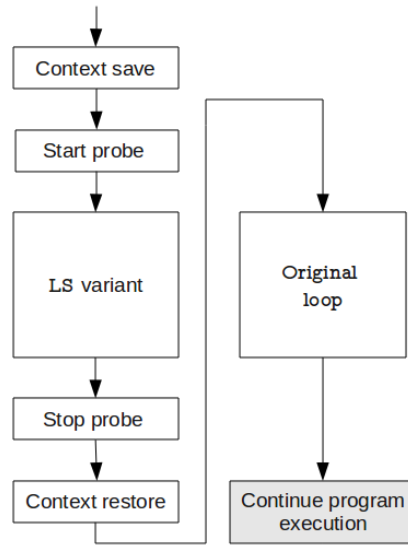 Context save
Start probe
LS variant
Stop probe
Context restore
Original
loop
Continue program
execution